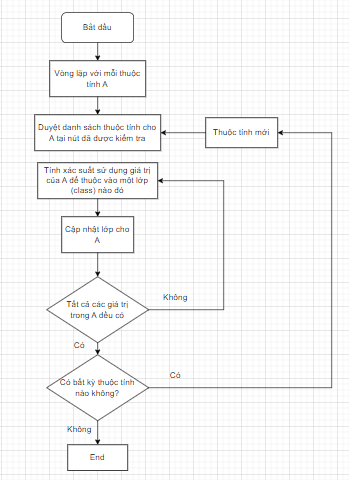 Bắt đầu
Vòng lặp với mỗi thuộc
tính A
Duyệt danh sách thuộc tính cho
A tại nút đã được kiểm tra
Thuộc tính mới
Tính xác suất sử dụng giá trị
của A để thuộc vào một lớp
(class) nào đó
Cập nhật lớp cho
A
Tất cả các giá trị
trong A đều có
Không
Có
Có bất kỳ thuộc tính
nào không?
Có
Không
End